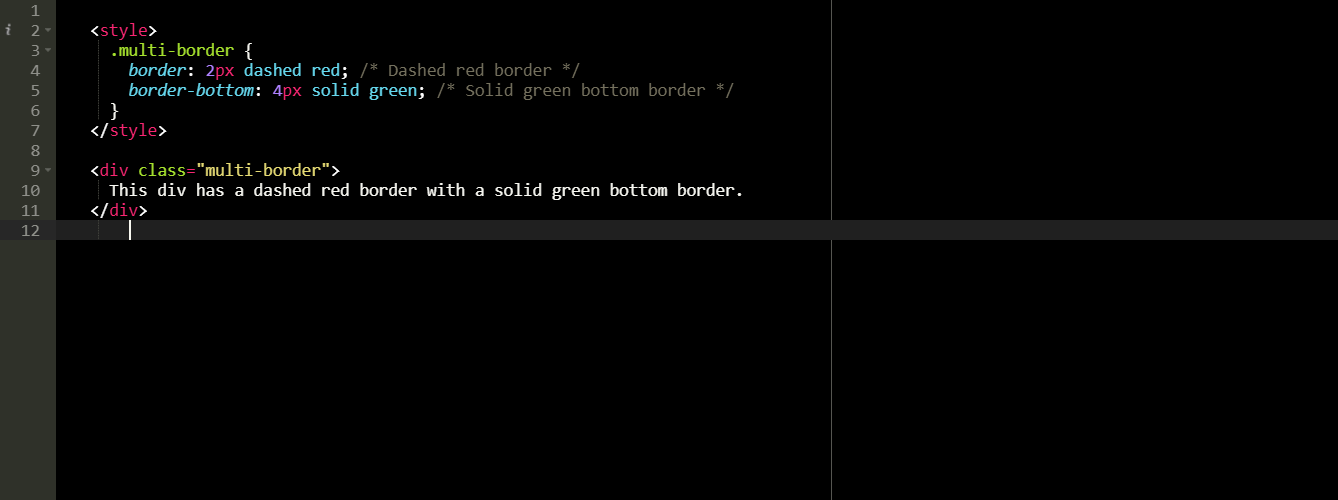 1
i 2 <style>
3 .multi-border {
4 border: 2px dashed red; /* Dashed red border */
5 border-bottom: 4px solid green; /* Solid green bottom border */
6 }
7 </style>
8
9 <div class="multi-border">
10 This div has a dashed red border with a solid green bottom border.
11 </div>
12